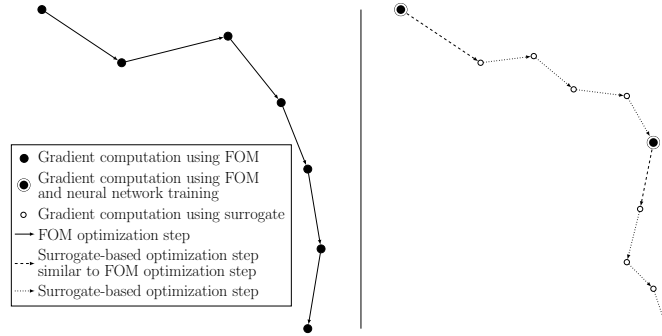 Gradient computation using FOM
Gradient computation using FOM
and neural network training
Gradient computation using surrogate
FOM optimization step
Surrogate-based optimization step
similar to FOM optimization step
Surrogate-based optimization step